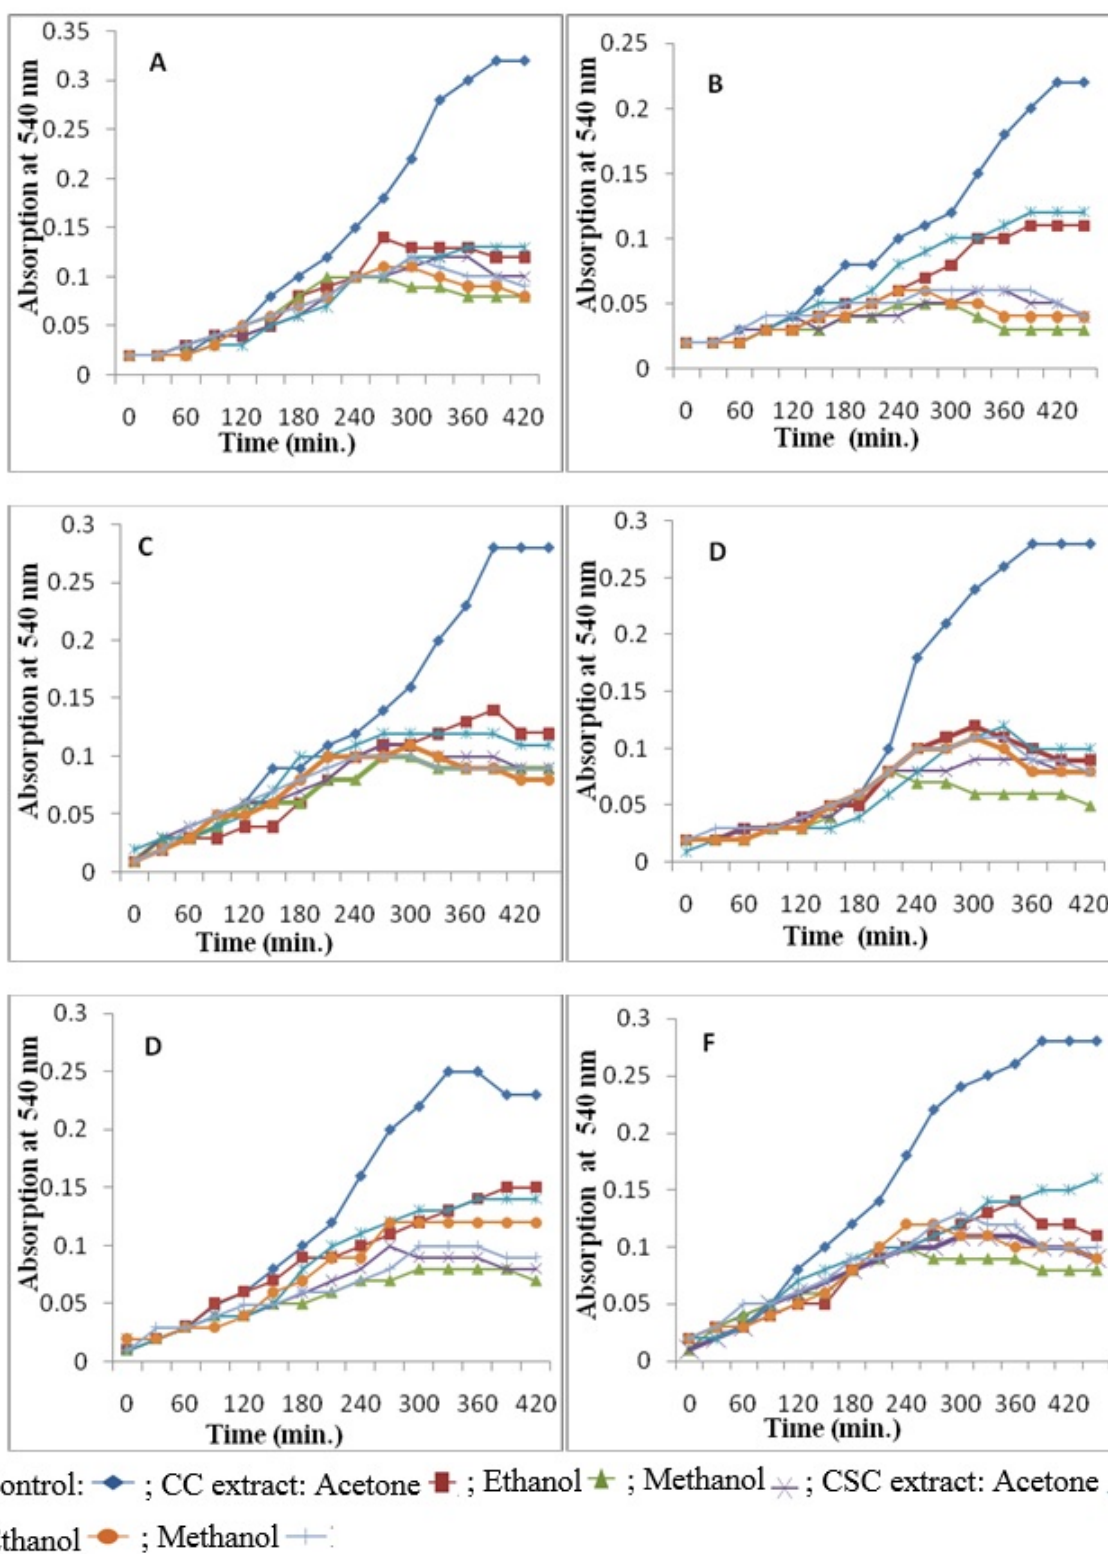 A
B
0.35
0.3
0.25
0.2
0.15
0.1
0.05
0
Absorption at 540 nm
0 60 120 180 240 300 360 420
Time (min.)
0.25
0.2
0.15
0.1
0.05
0
Absorption at 540 nm
0 60 120 180 240 300 360 420
Time (min.)
C
D
0.3
0.25
0.2
0.15
0.1
0.05
0
Absorption at 540 nm
0 60 120 180 240 300 360 420
Time (min.)
0.3
0.25
0.2
0.15
0.1
0.05
0
Absorptio at 540 nm
0 60 120 180 240 300 360 420
Time (min.)
D
F
0.3
0.25
0.2
0.15
0.1
0.05
0
Absorption at 540 nm
0 60 120 180 240 300 360 420
Time (min.)
0.3
0.25
0.2
0.15
0.1
0.05
0
Absorption at 540 nm
0 60 120 180 240 300 360 420
Time (min.)
ontrol: ; CC extract: Acetone ; Ethanol ; Methanol ; CSC extract: Acetone
thanol ; Methanol :